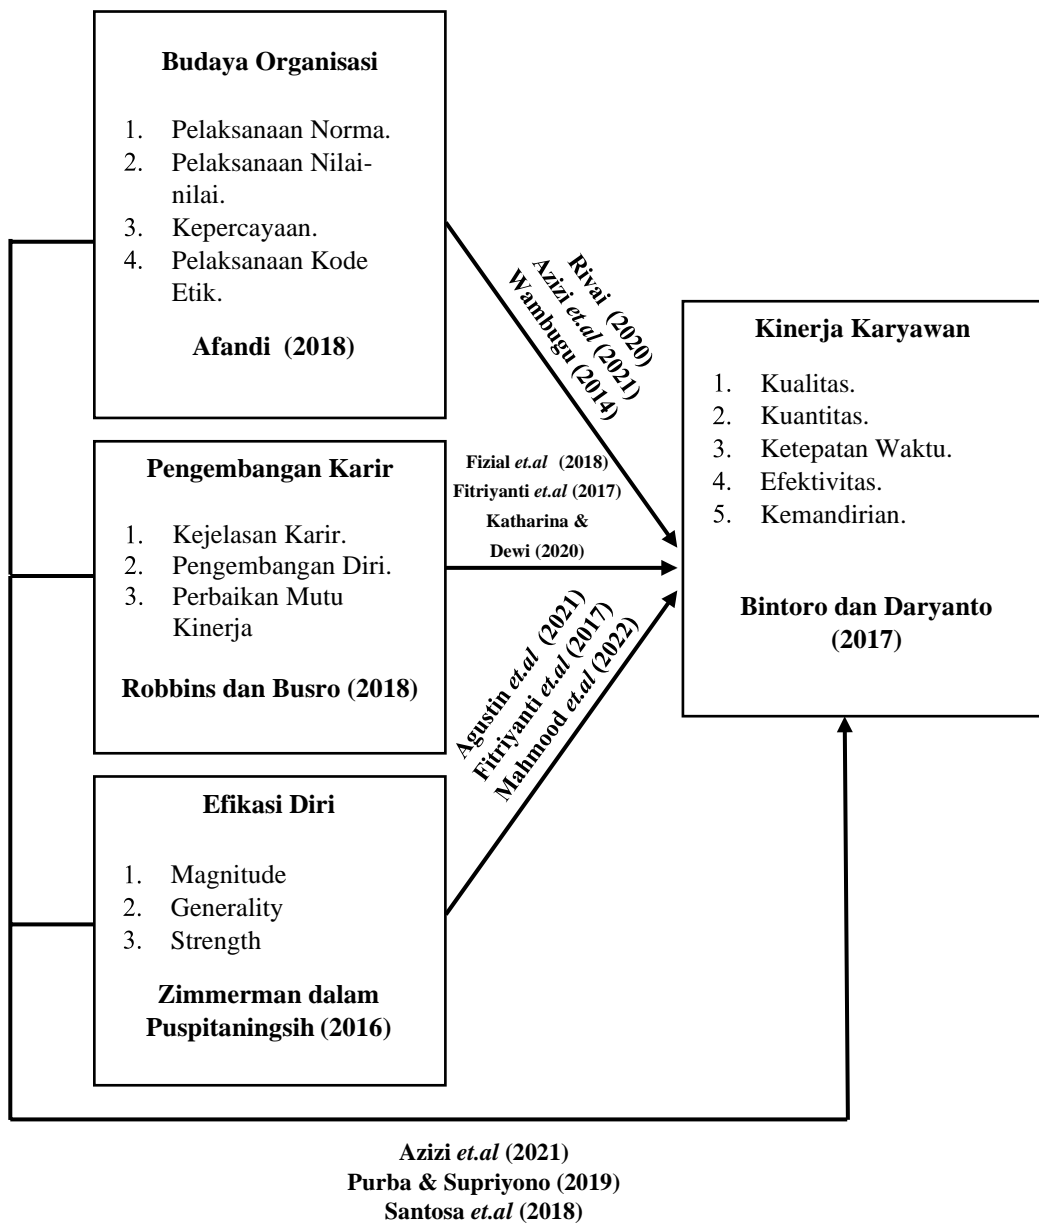 Budaya Organisasi
1. Pelaksanaan Norma.
2. Pelaksanaan Nilai-
nilai.
3. Kepercayaan.
4. Pelaksanaan Kode
Etik.
Afandi (2018)
Rivai (2020)
Azizi et.al (2021)
Wambugu (2014)
Kinerja Karyawan
1. Kualitas.
2. Kuantitas.
3. Ketepatan Waktu.
4. Efektivitas.
5. Kemandirian.
Bintoro dan Daryanto
(2017)
Pengembangan Karir
1. Kejelasan Karir.
2. Pengembangan Diri.
3. Perbaikan Mutu
Kinerja
Robbins dan Busro (2018)
Fizial et.al (2018)
Fitriyanti et.al (2017)
Katharina &
Dewi (2020)
Agustin et.al (2021)
Fitriyanti et.al (2017)
Mahmood et.al (2022)
Efikasi Diri
1. Magnitude
2. Generality
3. Strength
Zimmerman dalam
Puspitaningsih (2016)
Azizi et.al (2021)
Purba & Supriyono (2019)
Santosa et.al (2018)